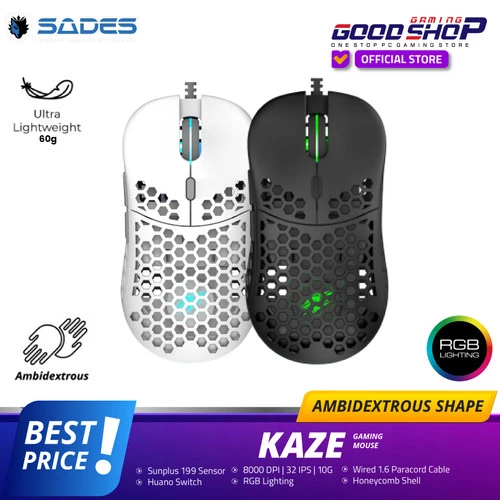 SADES
GAMING
GOODSHOP
ONE STOP PC GAMING STORE
OFFICIAL STORE
Ultra
Lightweight
60g
Ambidextrous
RGB
LIGHTING
AMBIDEXTROUS SHAPE
BEST
PRICE!
KAZE
GAMING
MOUSE
• Sunplus 199 Sensor • 8000 DPI | 32 IPS | 10G • Wired 1.6 Paracord Cable
• Huano Switch • RGB Lighting • Honeycomb Shell